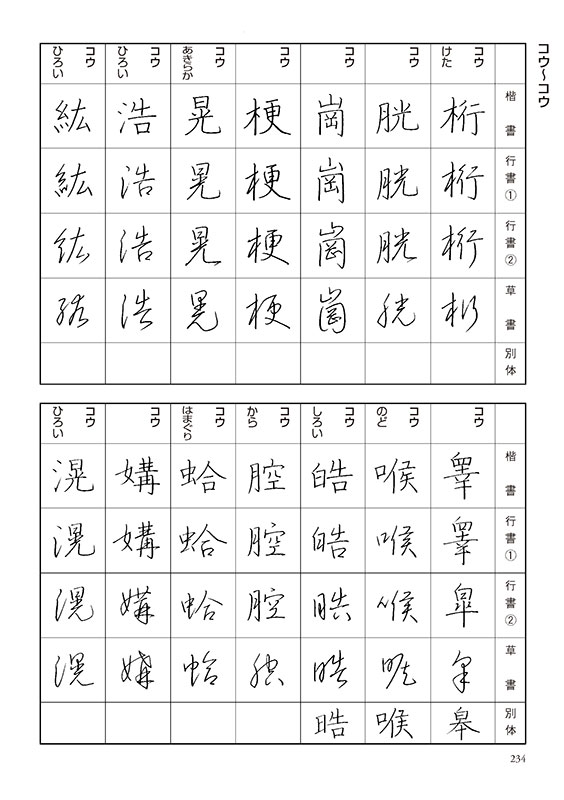 コウ～コウ
楷書 行書① 行書② 草書 別体
コウ けた 桁 桁 桁 桁
コウ 胱 胱 胱 胱
コウ 崗 崗 崗 崗
コウ 梗 梗 梗 梗
コウ あきらか 晃 晃 晃 晃
コウ ひろい 浩 浩 浩 浩
コウ ひろい 紘 紘 紘 紘
楷書 行書① 行書② 草書 別体
コウ 睾 睾 皐 皋
コウ のど 喉 喉 喉 喉 喉
コウ しろい 皓 皓 皓 皓 皓
コウ から 腔 腔 腔 腔
コウ はまぐり 蛤 蛤 蛤 蛤
コウ 媾 媾 媾 媾
コウ ひろい 滉 滉 滉 滉
234